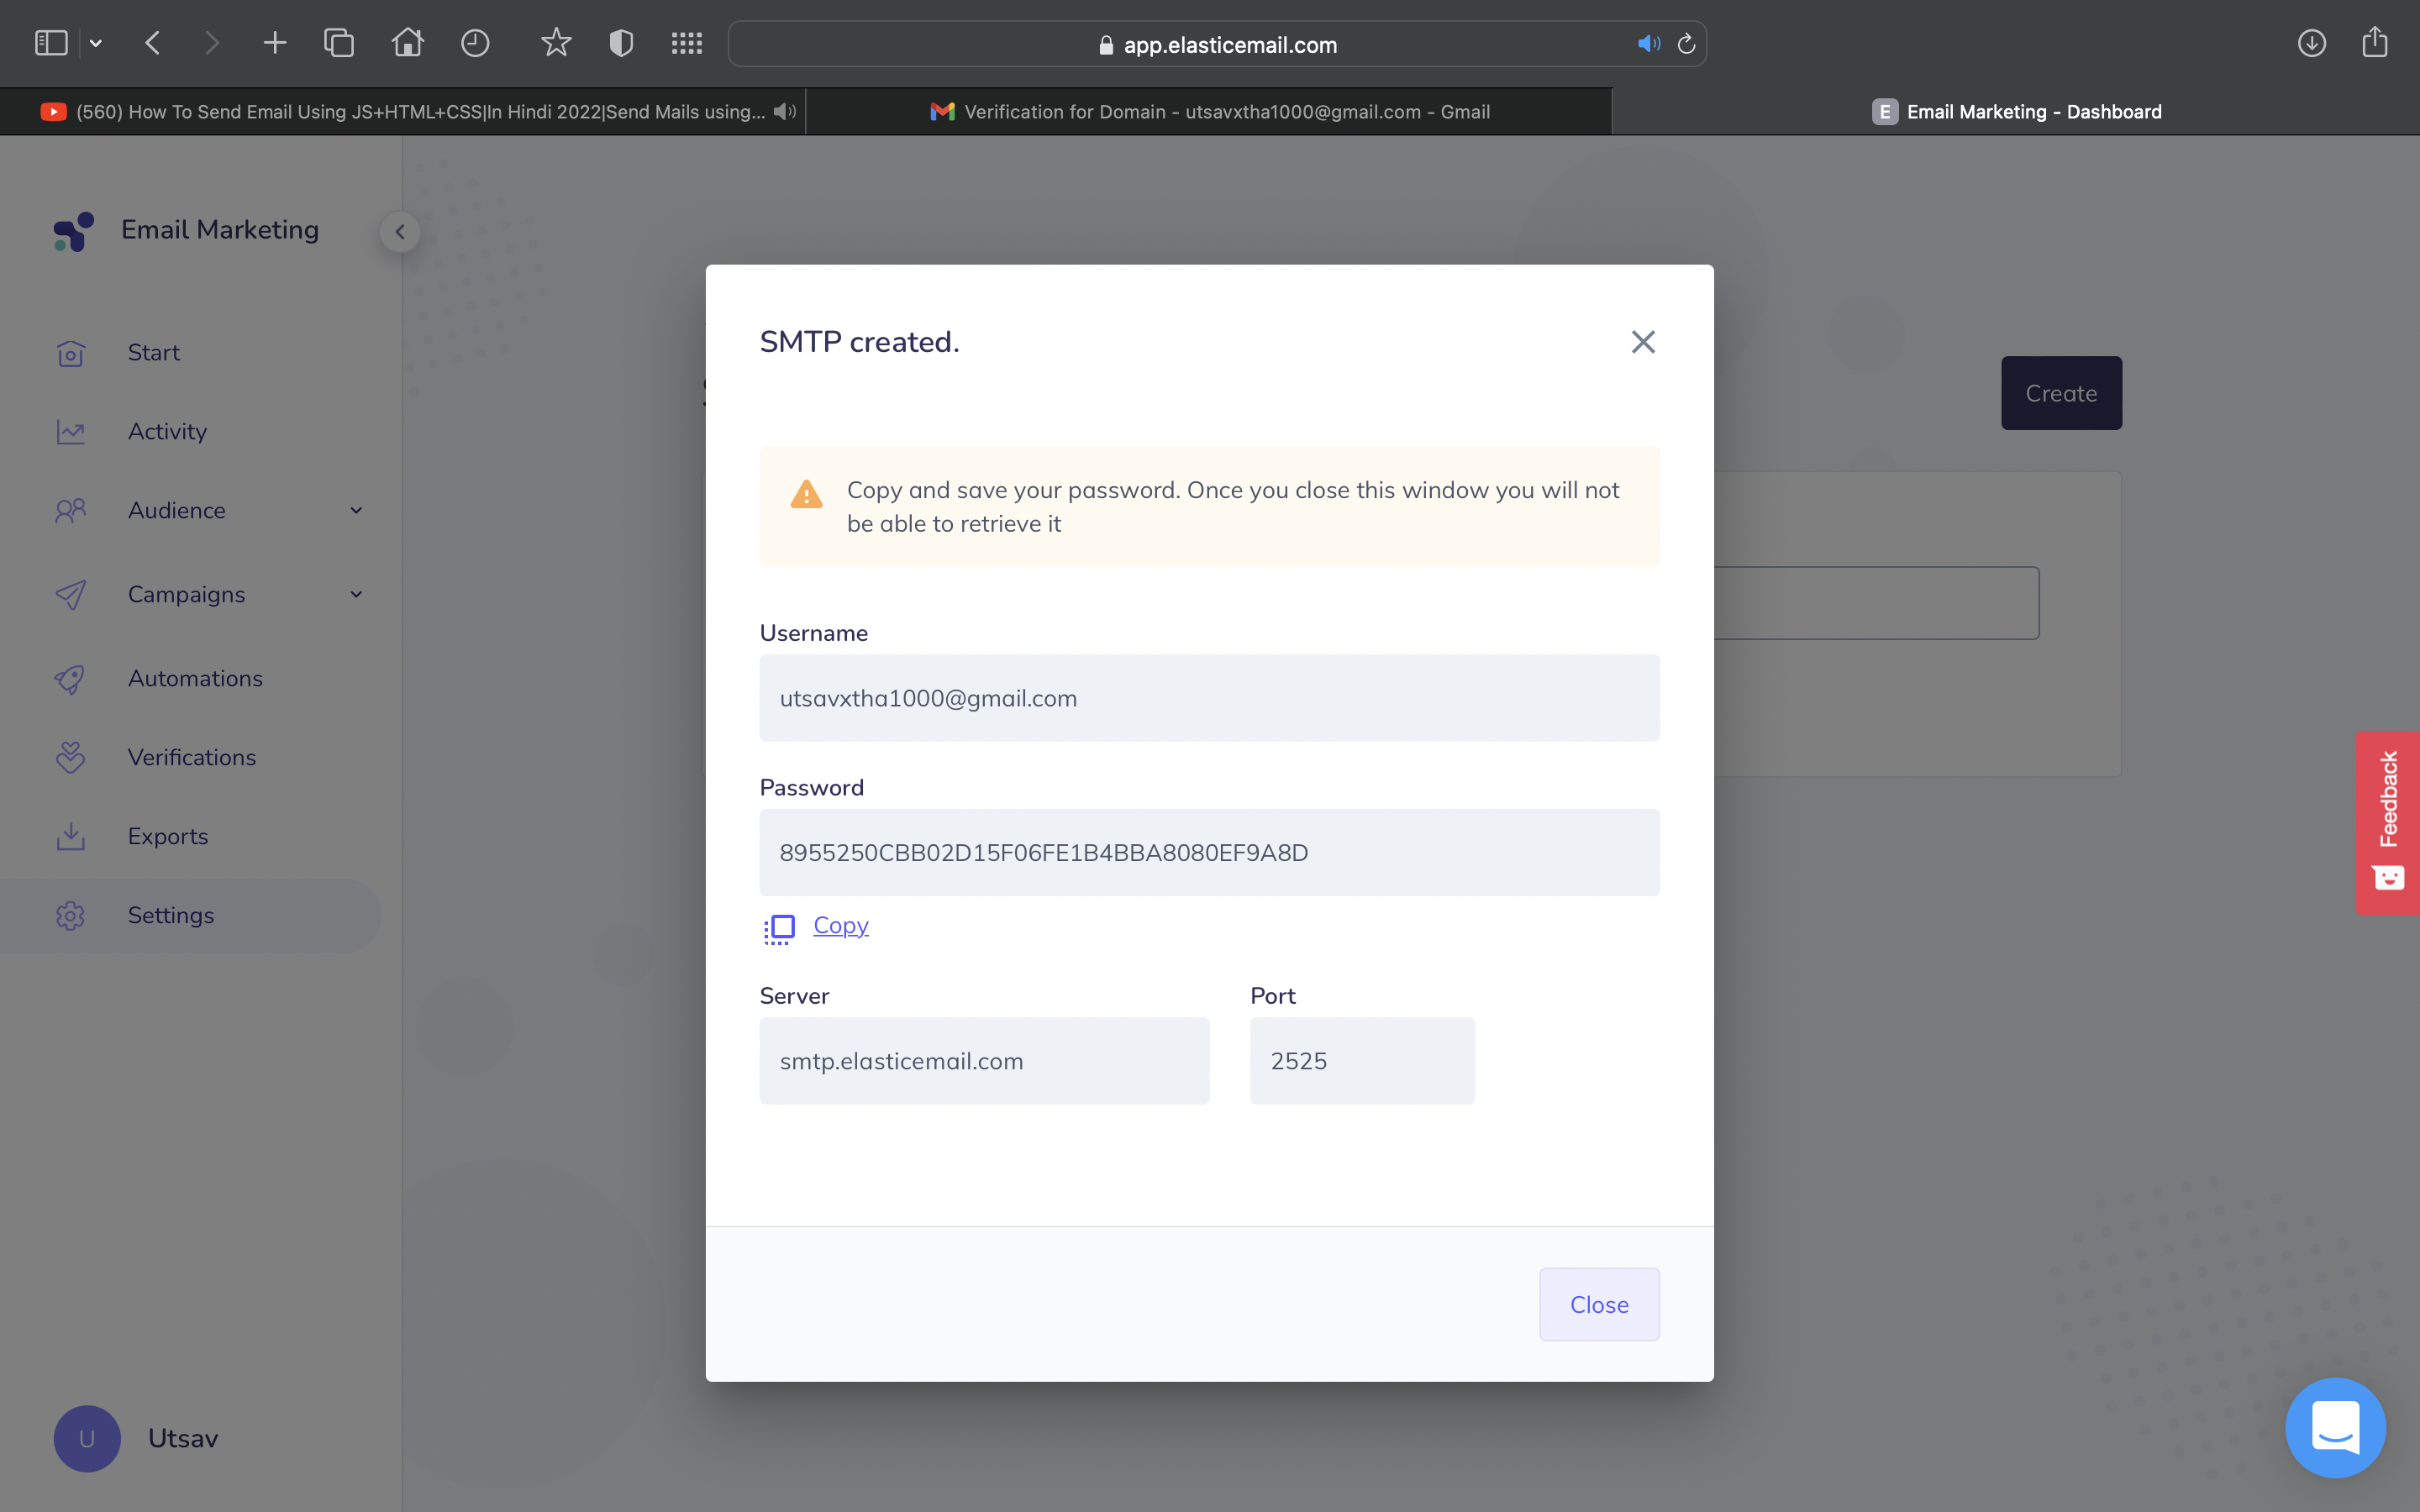 app.elasticemail.com
(560) How To Send Email Using JS+HTML+CSS|In Hindi 2022|Send Mails using...
Verification for Domain - utsavxtha1000@gmail.com - Gmail
E Email Marketing - Dashboard
Email Marketing
Start
Activity
Audience
Campaigns
Automations
Verifications
Exports
Settings
U Utsav
SMTP created.
Copy and save your password. Once you close this window you will not
be able to retrieve it
Username
utsavxtha1000@gmail.com
Password
8955250CBB02D15F06FE1B4BBA8080EF9A8D
Copy
Server Port
smtp.elasticemail.com 2525
Close
Create
Feedback